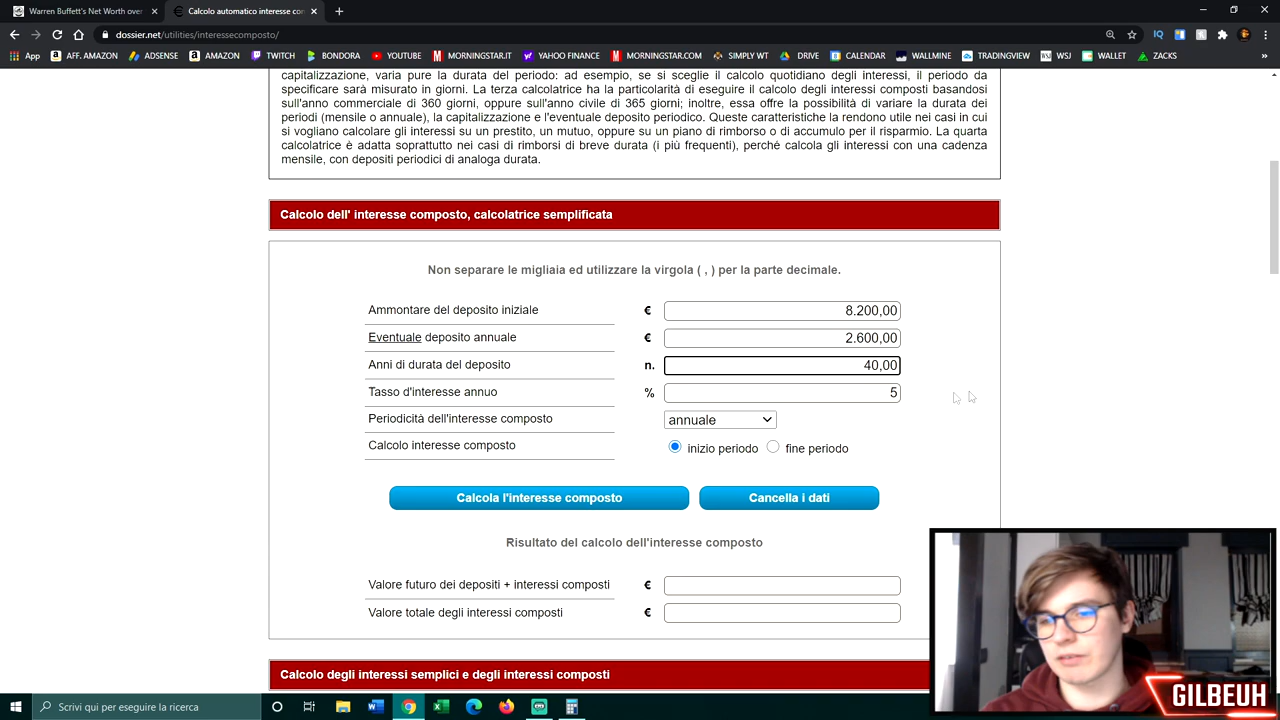 Warren Buffett's Net Worth over
Calcolo automatico interesse con
dossier.net/utilities/interessecomposto/
App
AFF. AMAZON
ADSENSE
AMAZON
TWITCH
BONDORA
YOUTUBE
MORNINGSTAR.IT
YAHOO FINANCE
MORNINGSTAR.COM
SIMPLY WT
DRIVE
CALENDAR
WALLMINE
TRADINGVIEW
WSJ
WALLET
ZACKS
capitalizzazione, varia pure la durata del periodo: ad esempio, se si sceglie il calcolo quotidiano degli interessi, il periodo da
specificare sarà misurato in giorni. La terza calcolatrice ha la particolarità di eseguire il calcolo degli interessi composti basandosi
sull'anno commerciale di 360 giorni, oppure sull'anno civile di 365 giorni; inoltre, essa offre la possibilità di variare la durata dei
periodi (mensile o annuale), la capitalizzazione e l'eventuale deposito periodico. Queste caratteristiche la rendono utile nei casi in cui
si vogliano calcolare gli interessi su un prestito, un mutuo, oppure su un piano di rimborso o di accumulo per il risparmio. La quarta
calcolatrice è adatta soprattutto nei casi di rimborsi di breve durata (i più frequenti), perché calcola gli interessi con una cadenza
mensile, con depositi periodici di analoga durata.
Calcolo dell' interesse composto, calcolatrice semplificata
Non separare le migliaia ed utilizzare la virgola ( , ) per la parte decimale.
Ammontare del deposito iniziale € 8.200,00
Eventuale deposito annuale € 2.600,00
Anni di durata del deposito n. 40,00
Tasso d'interesse annuo % 5
Periodicità dell'interesse composto annuale
Calcolo interesse composto inizio periodo fine periodo
Calcola l'interesse composto
Cancella i dati
Risultato del calcolo dell'interesse composto
Valore futuro dei depositi + interessi composti €
Valore totale degli interessi composti €
Calcolo degli interessi semplici e degli interessi composti
GILBEUH
Scrivi qui per eseguire la ricerca